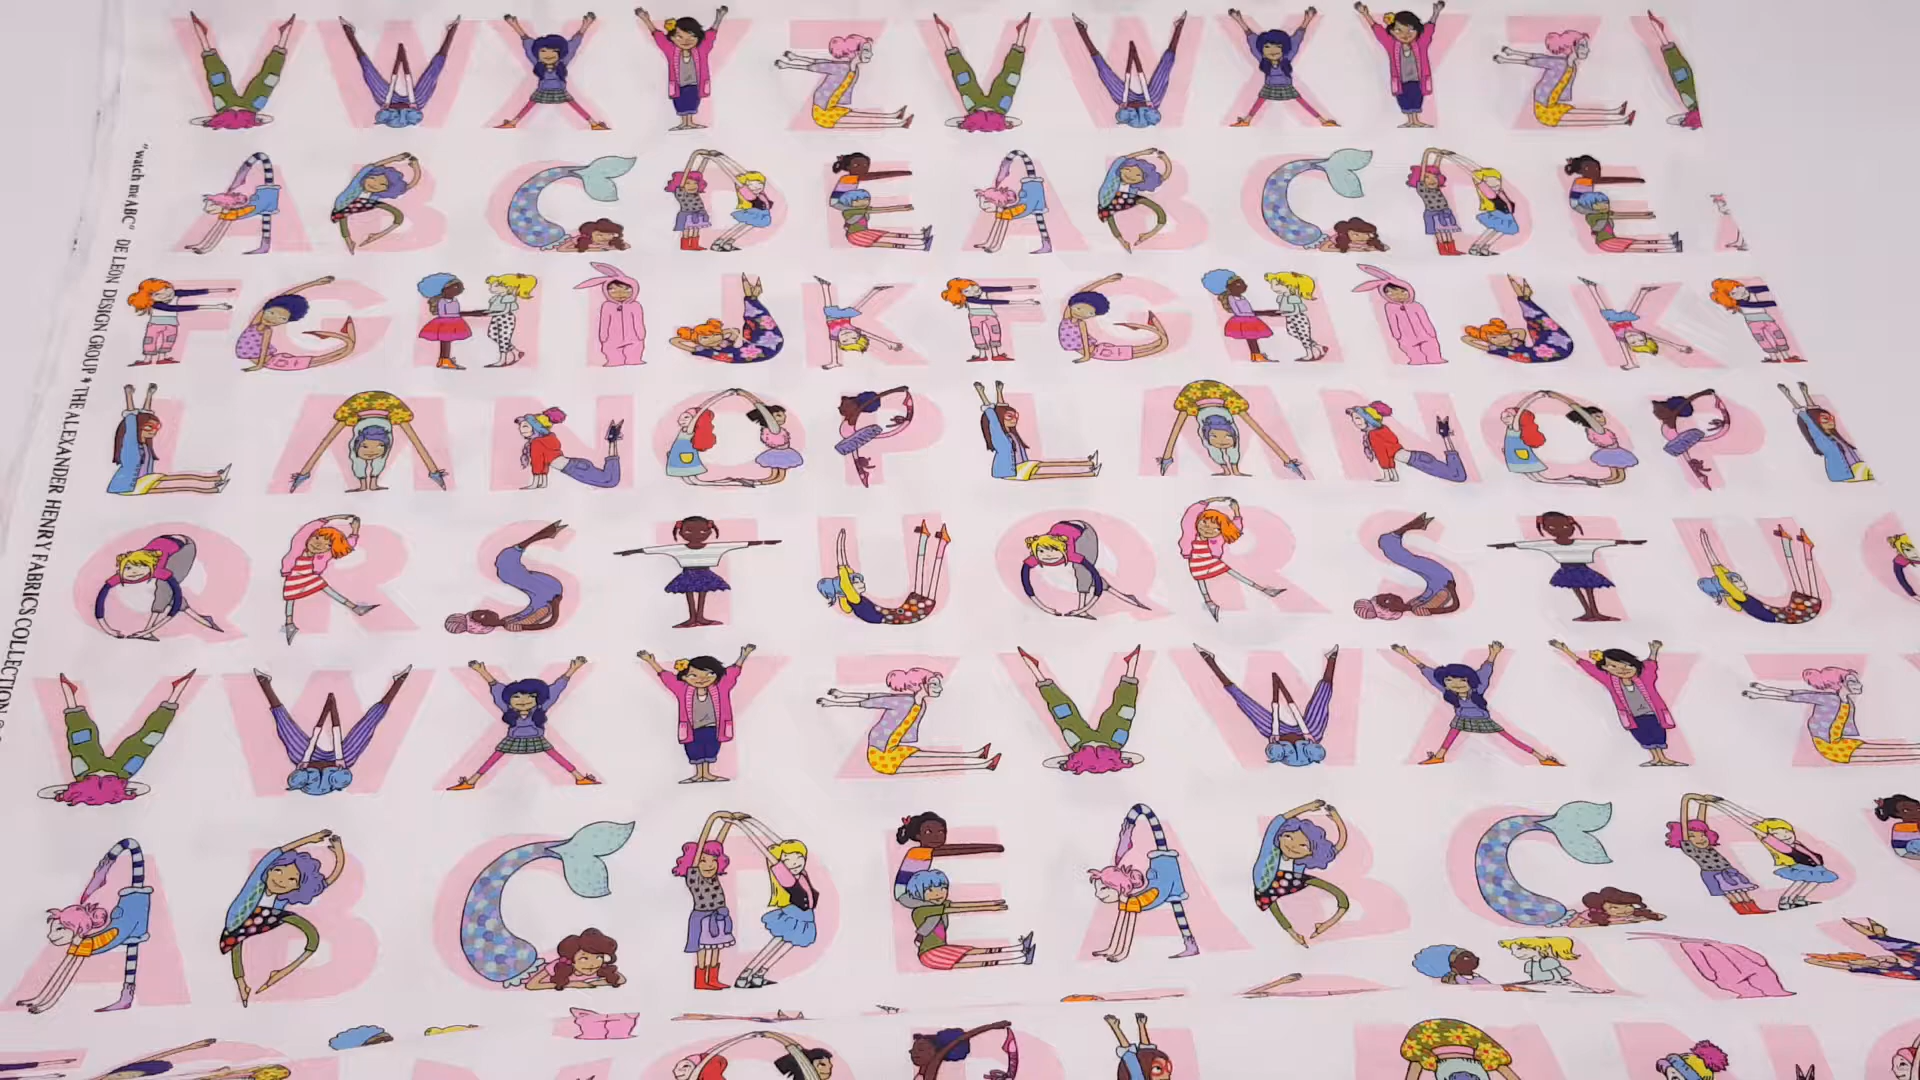 V W X Y Z V W X Y Z
A B C D E A B C D E
F G H I J K F G H I J K F
L M N O P L M N O P L
Q R S T U Q R S T U Q
V W X Y Z V W X Y Z
A B C D E A B C D E
"watch me ABC" DE LEON DESIGN GROUP THE ALEXANDER HENRY FABRICS COLLECTION ©